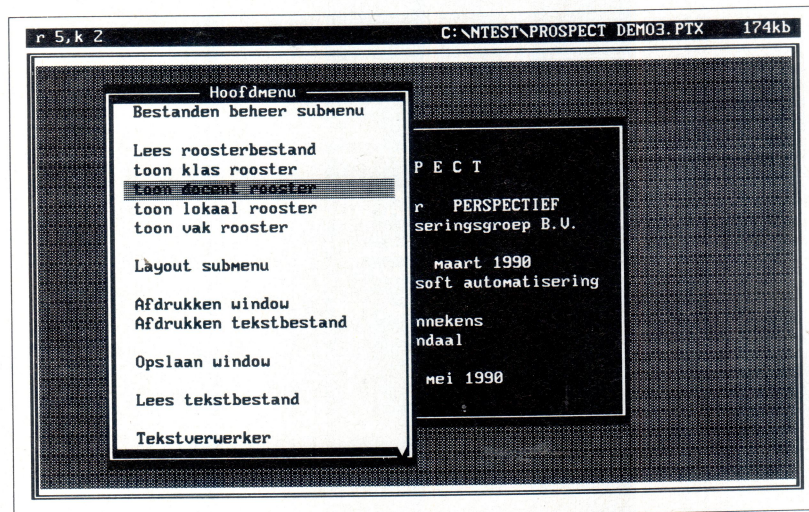 r 5,k 2
C:\NTEST\PROSPECT DEMO3.PTX
174kb
Hoofdmenu
Bestanden beheer submenu
Lees roosterbestand
toon klas rooster
toon docent rooster
toon lokaal rooster
toon vak rooster
Layout submenu
Afdrukken window
Afdrukken tekstbestand
Opslaan window
Lees tekstbestand
Tekstverwerker
P E C T
r PERSPECTIEF
seringsgroep B.V.
maart 1990
soft automatisering
nnekens
ndaal
mei 1990